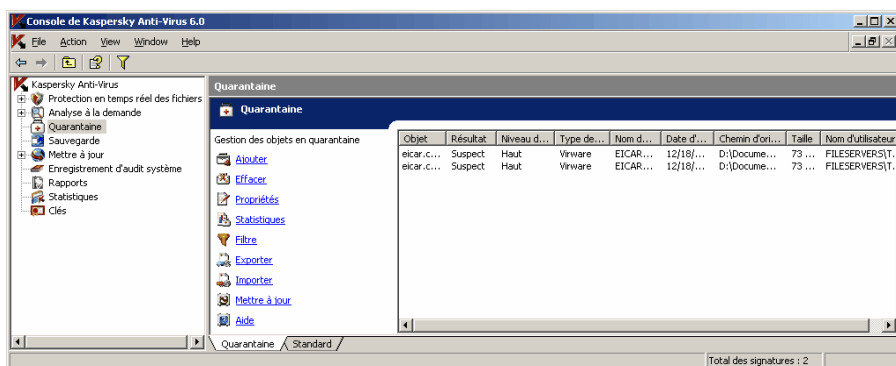 Console de Kaspersky Anti-Virus 6.0
File Action View Window Help
Kaspersky Anti-Virus
Protection en temps réel des fichiers
Analyse à la demande
Quarantaine
Sauvegarde
Mettre à jour
Enregistrement d'audit système
Rapports
Statistiques
Clés
Quarantaine
Quarantaine
Gestion des objets en quarantaine
Ajouter
Effacer
Propriétés
Statistiques
Filtre
Exporter
Importer
Mettre à jour
Aide
Objet Résultat Niveau d... Type de... Nom d... Date d'... Chemin d'ori... Taille Nom d'utilisateur
eicar.c... Suspect Haut Virware EICAR... 12/18/... D:\Docume... 73 ... FILESERVERS\T.
eicar.c... Suspect Haut Virware EICAR... 12/18/... D:\Docume... 73 ... FILESERVERS\T.
Quarantaine Standard
Total des signatures : 2